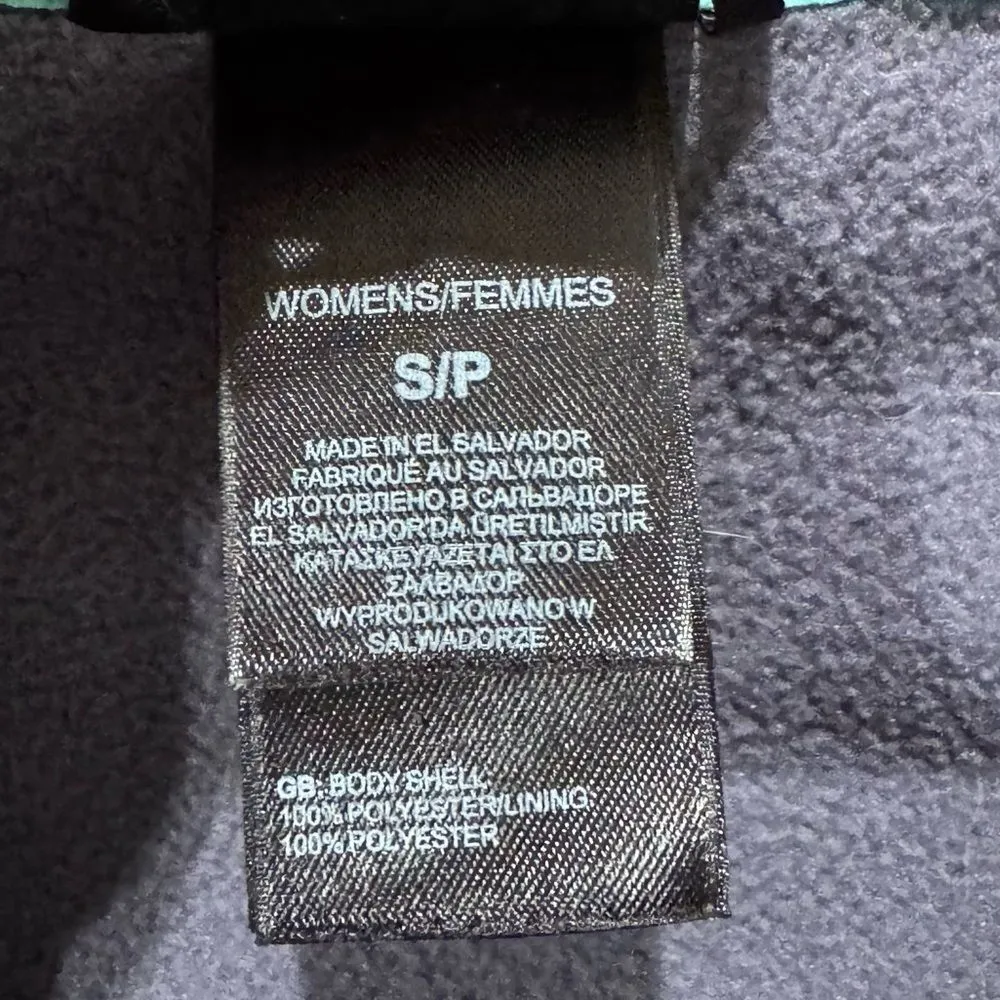 WOMENS/FEMMES
S/P
MADE IN EL SALVADOR
FABRIQUÉ AU SALVADOR
ИЗГОТОВЛЕНО В САЛЬВАДОРЕ
EL SALVADOR'DA ÜRETILMIŞTIR
ΚΑΤΑΣΚΕΥΑΖΕΤΑΙ ΣΤΟ ΕΛ
ΣΑΛΒΑΔΟΡ
WYPRODUKOWANO W
SALWADORZE
GB: BODY SHELL
100% POLYESTER/LINING
100% POLYESTER